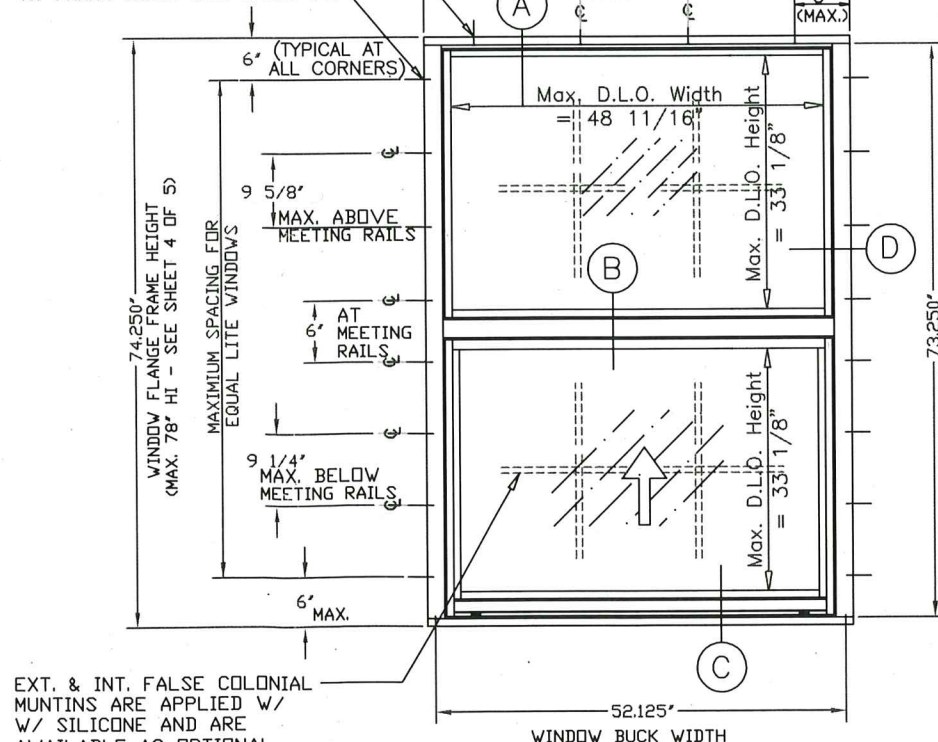 A
℄
℄
(MAX.)
6" (TYPICAL AT
ALL CORNERS)
Max. D.L.O. Width
= 48 11/16"
Max. D.L.O. Height
= 33 1/8"
9 5/8"
MAX. ABOVE
MEETING RAILS
74.250"
WINDOW FLANGE FRAME HEIGHT
(MAX. 78" HI - SEE SHEET 4 OF 5)
MAXIMIUM SPACING FOR
EQUAL LITE WINDOWS
℄
℄
℄
℄
℄
B
D
6" AT
MEETING
RAILS
73.250"
Max. D.L.O. Height
= 33 1/8"
9 1/4"
MAX. BELOW
MEETING RAILS
6"
MAX.
C
EXT. & INT. FALSE COLONIAL
MUNTINS ARE APPLIED W/
W/ SILICONE AND ARE
AVAILABLE AS OPTIONAL
52.125"
WINDOW BUCK WIDTH